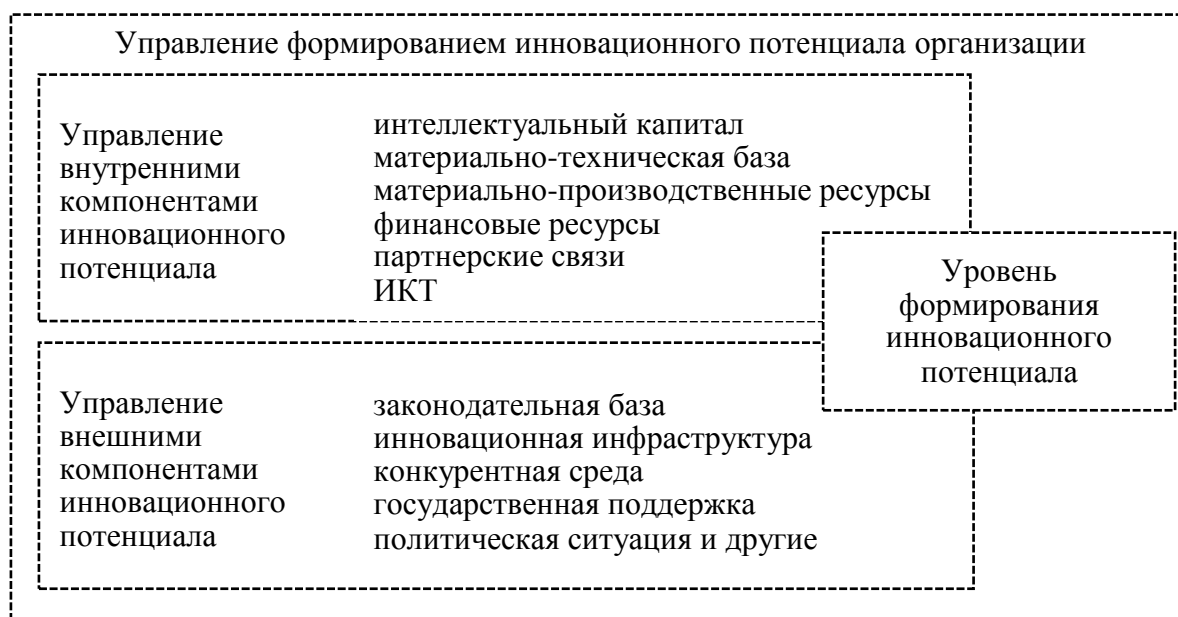 Управление формированием инновационного потенциала организации
Управление
внутренними
компонентами
инновационного
потенциала
интеллектуальный капитал
материально-техническая база
материально-производственные ресурсы
финансовые ресурсы
партнерские связи
ИКТ
Уровень
формирования
инновационного
потенциала
Управление
внешними
компонентами
инновационного
потенциала
законодательная база
инновационная инфраструктура
конкурентная среда
государственная поддержка
политическая ситуация и другие